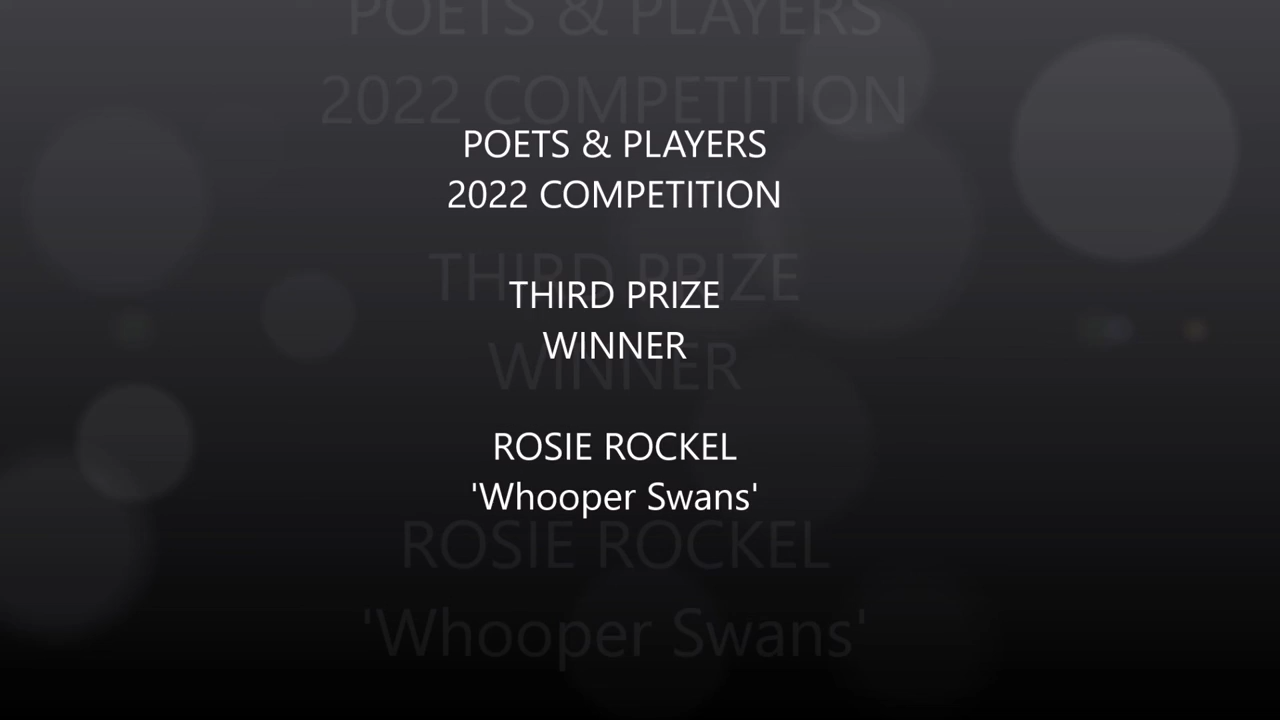 POETS & PLAYERS
2022 COMPETITION
THIRD PRIZE
WINNER
ROSIE ROCKEL
'Whooper Swans'